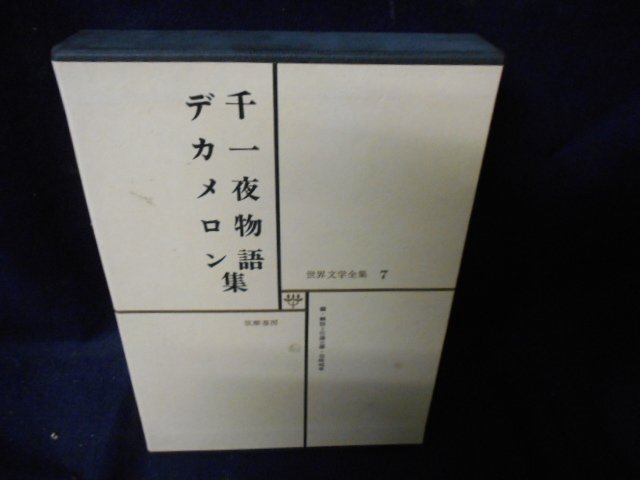 千一夜物語集
デカメロン
世界文学全集 7
筑摩書房